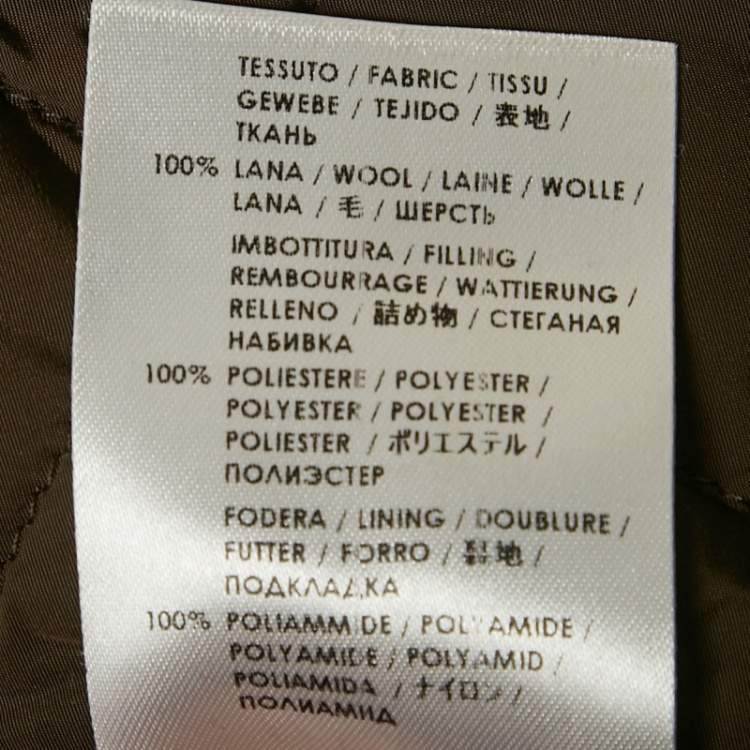 TESSUTO / FABRIC / TISSU /
GEWEBE / TEJIDO / 表地 /
ТКАНЬ
100% LANA / WOOL / LAINE / WOLLE /
LANA / 毛 / ШЕРСТЬ
IMBOTTITURA / FILLING /
REMBOURRAGE / WATTIERUNG /
RELLENO / 詰め物 / СТЕГАНАЯ
НАБИВКА
100% POLIESTERE / POLYESTER /
POLYESTER / POLYESTER /
POLIESTER / ポリエステル /
ПОЛИЭСТЕР
FODERA / LINING / DOUBLURE /
FUTTER / FORRO / 裏地 /
ПОДКЛАДКА
100% POLIAMMIDE / POLYAMIDE /
POLYAMIDE / POLYAMID /
POLIAMIDA / ナイロン /
ПОЛИАМИД